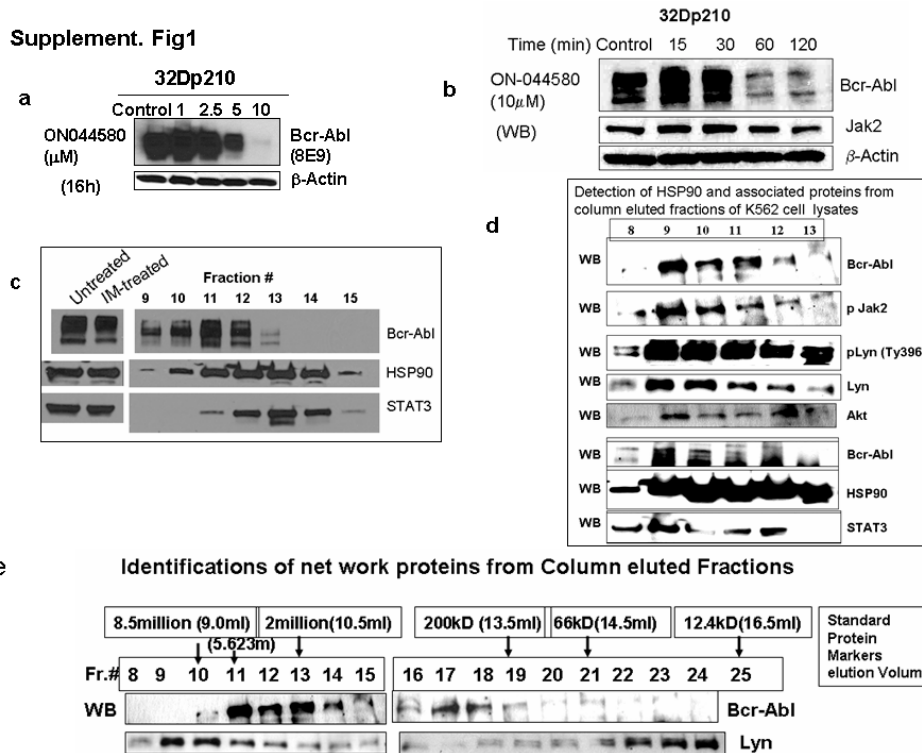 Supplement. Fig1
a
32Dp210
Control 1 2.5 5 10
ON044580
(μM)
(16h)
Bcr-Abl
(8E9)
β-Actin
b
32Dp210
Time (min) Control 15 30 60 120
ON-044580
(10μM)
(WB)
Bcr-Abl
Jak2
β-Actin
c
Untreated
IM-treated
Fraction #
9 10 11 12 13 14 15
Bcr-Abl
HSP90
STAT3
d
Detection of HSP90 and associated proteins from
column eluted fractions of K562 cell lysates
8 9 10 11 12 13
WB Bcr-Abl
WB p Jak2
WB pLyn (Ty396
WB Lyn
WB Akt
WB Bcr-Abl
WB HSP90
WB STAT3
e
Identifications of net work proteins from Column eluted Fractions
8.5million (9.0ml) 2million(10.5ml) 200kD (13.5ml) 66kD(14.5ml) 12.4kD(16.5ml)
(5.623m)
Standard
Protein
Markers
elution Volum
Fr.# 8 9 10 11 12 13 14 15 16 17 18 19 20 21 22 23 24 25
WB Bcr-Abl
Lyn